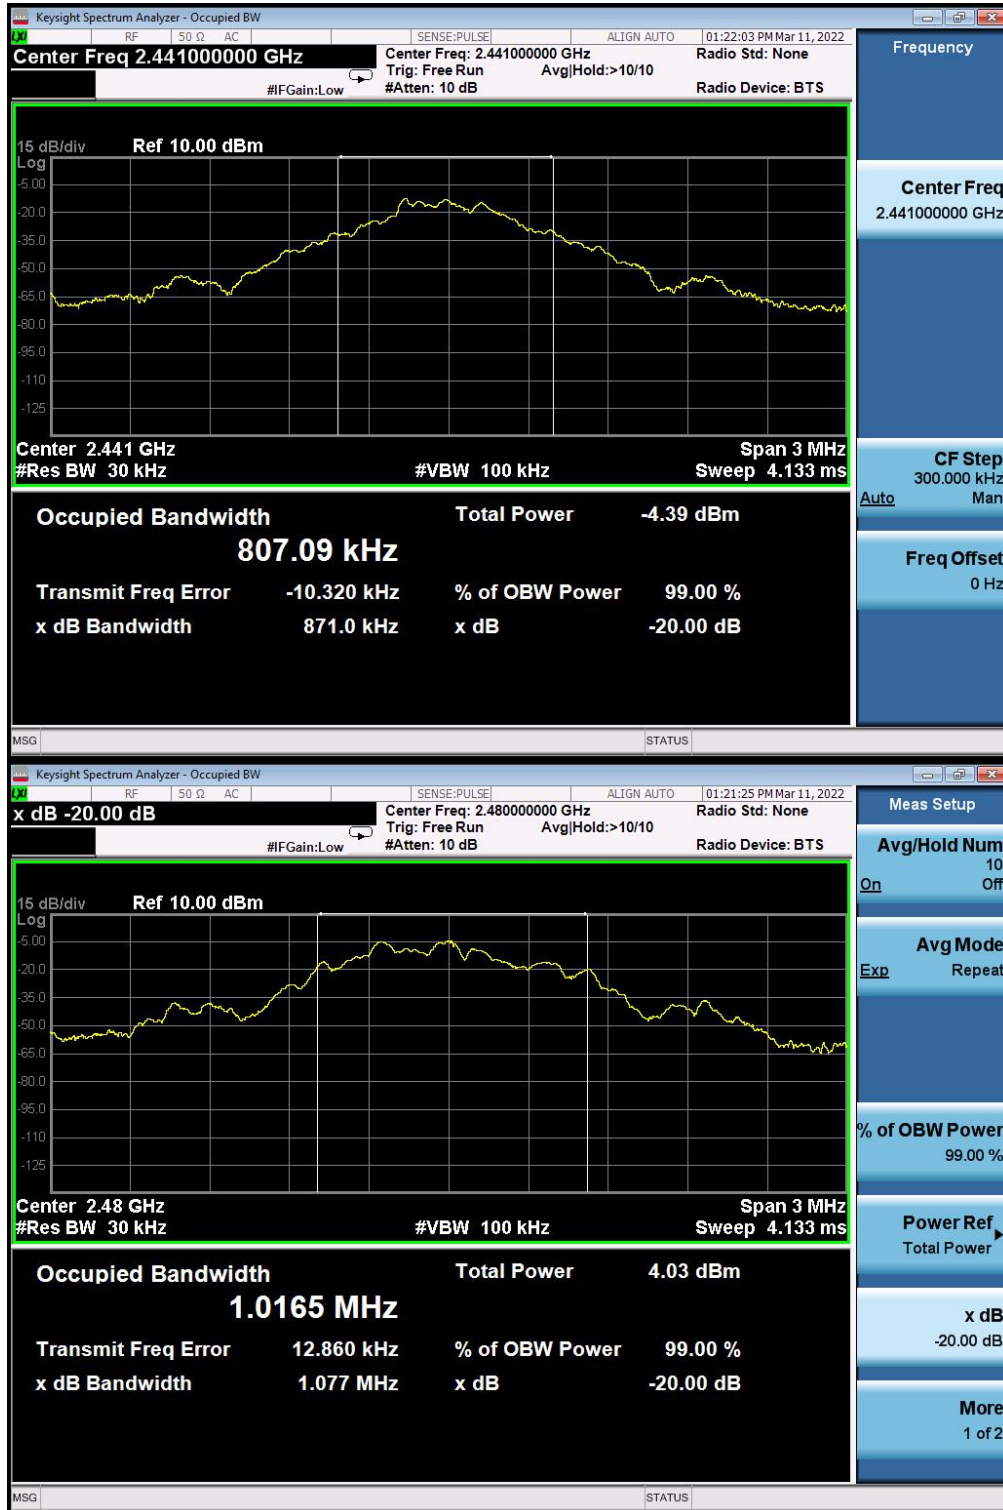 Keysight Spectrum Analyzer - Occupied BW
LXI RF 50 Ω AC SENSE:PULSE ALIGN AUTO 01:22:03 PM Mar 11, 2022
Center Freq 2.441000000 GHz
Center Freq: 2.441000000 GHz
Radio Std: None
Trig: Free Run Avg|Hold:>10/10
#IFGain:Low #Atten: 10 dB
Radio Device: BTS
15 dB/div Ref 10.00 dBm
Log
-5.00
-20.0
-35.0
-50.0
-65.0
-80.0
-95.0
-110
-125
Center 2.441 GHz Span 3 MHz
#Res BW 30 kHz #VBW 100 kHz Sweep 4.133 ms
Occupied Bandwidth Total Power -4.39 dBm
807.09 kHz
Transmit Freq Error -10.320 kHz % of OBW Power 99.00 %
x dB Bandwidth 871.0 kHz x dB -20.00 dB
MSG STATUS
Frequency
Center Freq
2.441000000 GHz
CF Step
300.000 kHz
Auto Man
Freq Offset
0 Hz
Keysight Spectrum Analyzer - Occupied BW
LXI RF 50 Ω AC SENSE:PULSE ALIGN AUTO 01:21:25 PM Mar 11, 2022
x dB -20.00 dB
Center Freq: 2.480000000 GHz
Radio Std: None
Trig: Free Run Avg|Hold:>10/10
#IFGain:Low #Atten: 10 dB
Radio Device: BTS
15 dB/div Ref 10.00 dBm
Log
-5.00
-20.0
-35.0
-50.0
-65.0
-80.0
-95.0
-110
-125
Center 2.48 GHz Span 3 MHz
#Res BW 30 kHz #VBW 100 kHz Sweep 4.133 ms
Occupied Bandwidth Total Power 4.03 dBm
1.0165 MHz
Transmit Freq Error 12.860 kHz % of OBW Power 99.00 %
x dB Bandwidth 1.077 MHz x dB -20.00 dB
MSG STATUS
Meas Setup
Avg/Hold Num
10
On Off
Avg Mode
Exp Repeat
% of OBW Power
99.00 %
Power Ref
Total Power
x dB
-20.00 dB
More
1 of 2